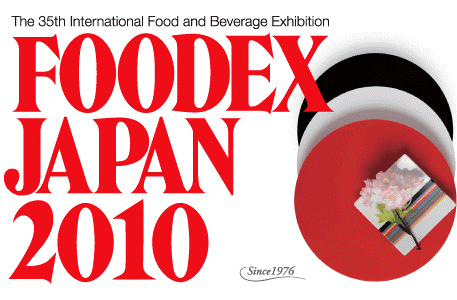 The 35th International Food and Beverage Exhibition
FOODEX
JAPAN
2010
Since1976